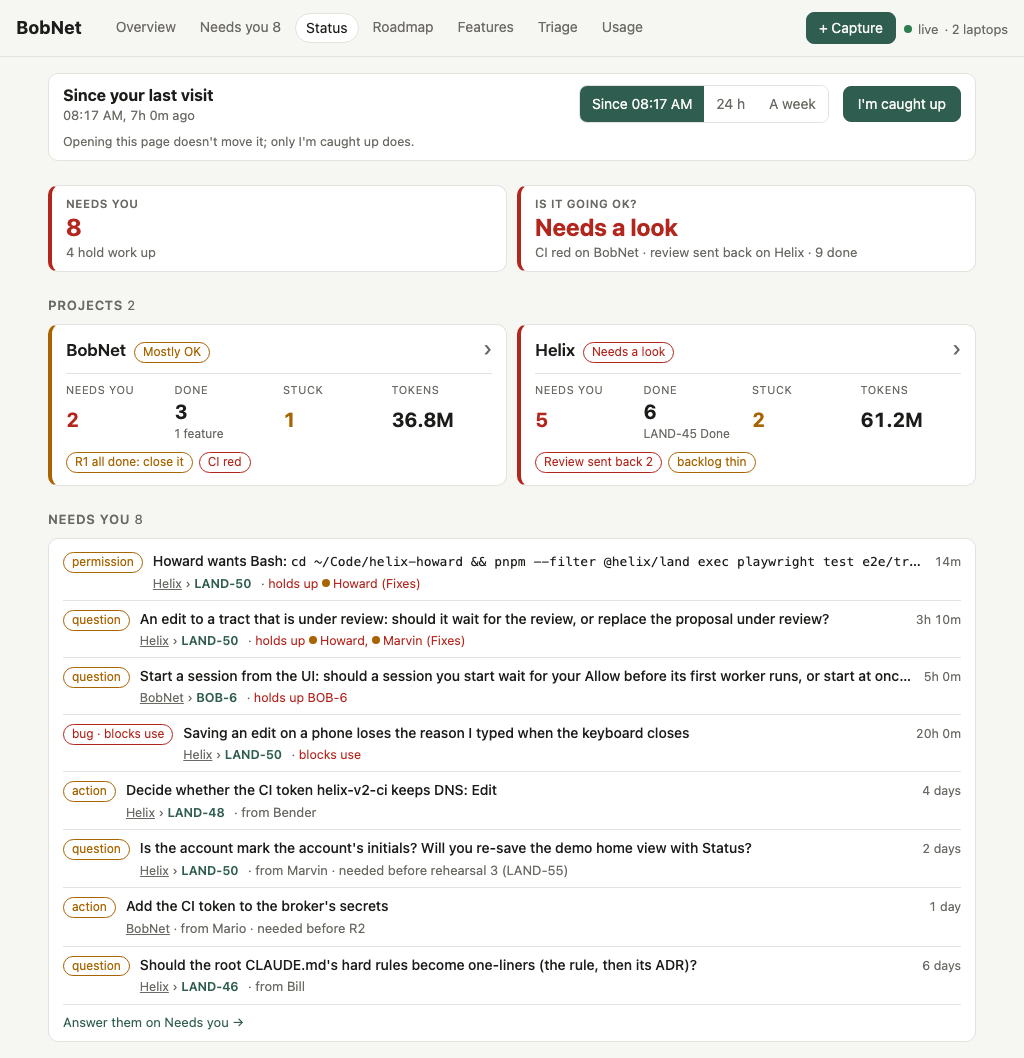 BobNet Overview Needs you 8 Status Roadmap Features Triage Usage + Capture live · 2 laptops
Since your last visit
08:17 AM, 7h 0m ago
Since 08:17 AM 24 h A week I'm caught up
Opening this page doesn't move it; only I'm caught up does.
NEEDS YOU
8
4 hold work up
IS IT GOING OK?
Needs a look
CI red on BobNet · review sent back on Helix · 9 done
PROJECTS 2
BobNet Mostly OK ›
NEEDS YOU DONE STUCK TOKENS
2 3 1 36.8M
1 feature
R1 all done: close it CI red
Helix Needs a look ›
NEEDS YOU DONE STUCK TOKENS
5 6 2 61.2M
LAND-45 Done
Review sent back 2 backlog thin
NEEDS YOU 8
permission Howard wants Bash: cd ~/Code/helix-howard && pnpm --filter @helix/land exec playwright test e2e/tr… 14m
Helix › LAND-50 · holds up Howard (Fixes)
question An edit to a tract that is under review: should it wait for the review, or replace the proposal under review? 3h 10m
Helix › LAND-50 · holds up Howard, Marvin (Fixes)
question Start a session from the UI: should a session you start wait for your Allow before its first worker runs, or start at onc… 5h 0m
BobNet › BOB-6 · holds up BOB-6
bug · blocks use Saving an edit on a phone loses the reason I typed when the keyboard closes 20h 0m
Helix › LAND-50 · blocks use
action Decide whether the CI token helix-v2-ci keeps DNS: Edit 4 days
Helix › LAND-48 · from Bender
question Is the account mark the account's initials? Will you re-save the demo home view with Status? 2 days
Helix › LAND-50 · from Marvin · needed before rehearsal 3 (LAND-55)
action Add the CI token to the broker's secrets 1 day
BobNet · from Mario · needed before R2
question Should the root CLAUDE.md's hard rules become one-liners (the rule, then its ADR)? 6 days
Helix › LAND-46 · from Bill
Answer them on Needs you →